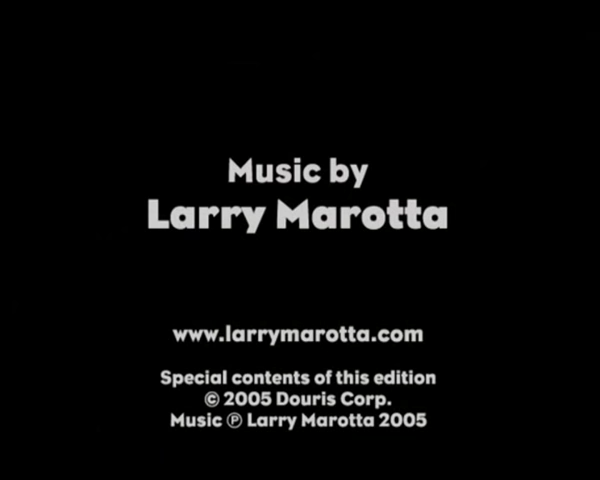 Music by
Larry Marotta
www.larrymarotta.com
Special contents of this edition
© 2005 Douris Corp.
Music ℗ Larry Marotta 2005